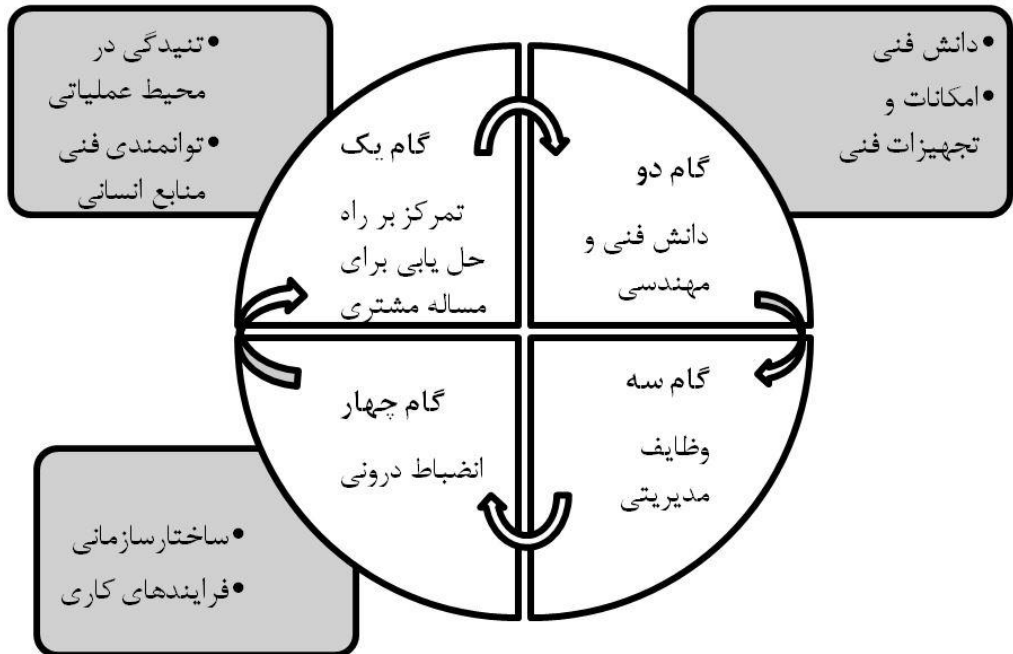 •تنیدگی در
محیط عملیاتی
•توانمندی فنی
منابع انسانی
•دانش فنی
•امکانات و
تجهیزات فنی
گام یک
تمرکز بر راه
حل یابی برای
مساله مشتری
گام دو
دانش فنی و
مهندسی
گام سه
وظایف
مدیریتی
گام چهار
انضباط درونی
•ساختارسازمانی
•فرایندهای کاری